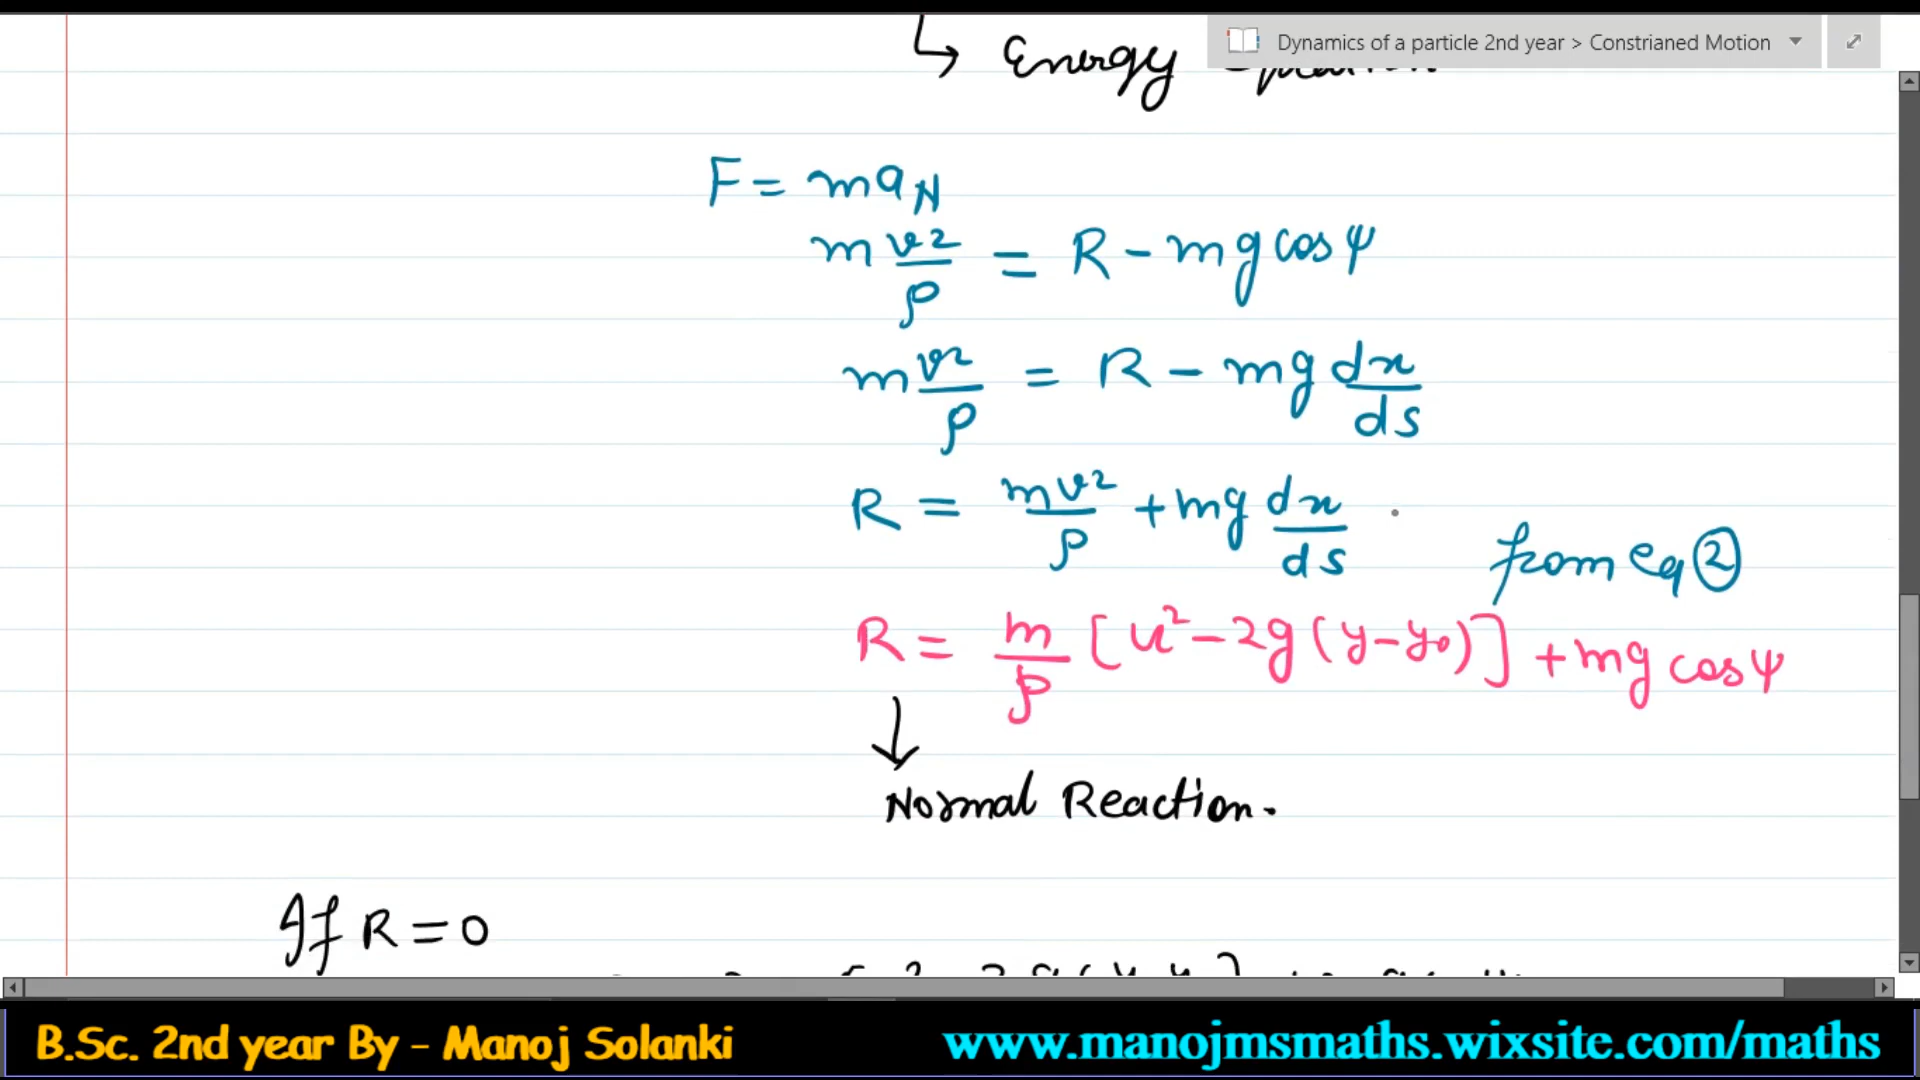 ↳ Energy
Dynamics of a particle 2nd year > Constrianed Motion
F = ma_N
m v²/ρ = R - mg cos ψ
m v²/ρ = R - mg dx/ds
R = mv²/ρ + mg dx/ds
from eq ②
R = m/ρ [u² - 2g(y - y₀)] + mg cos ψ
↓
Normal Reaction.
If R = 0
B.Sc. 2nd year By - Manoj Solanki
www.manojmsmaths.wixsite.com/maths